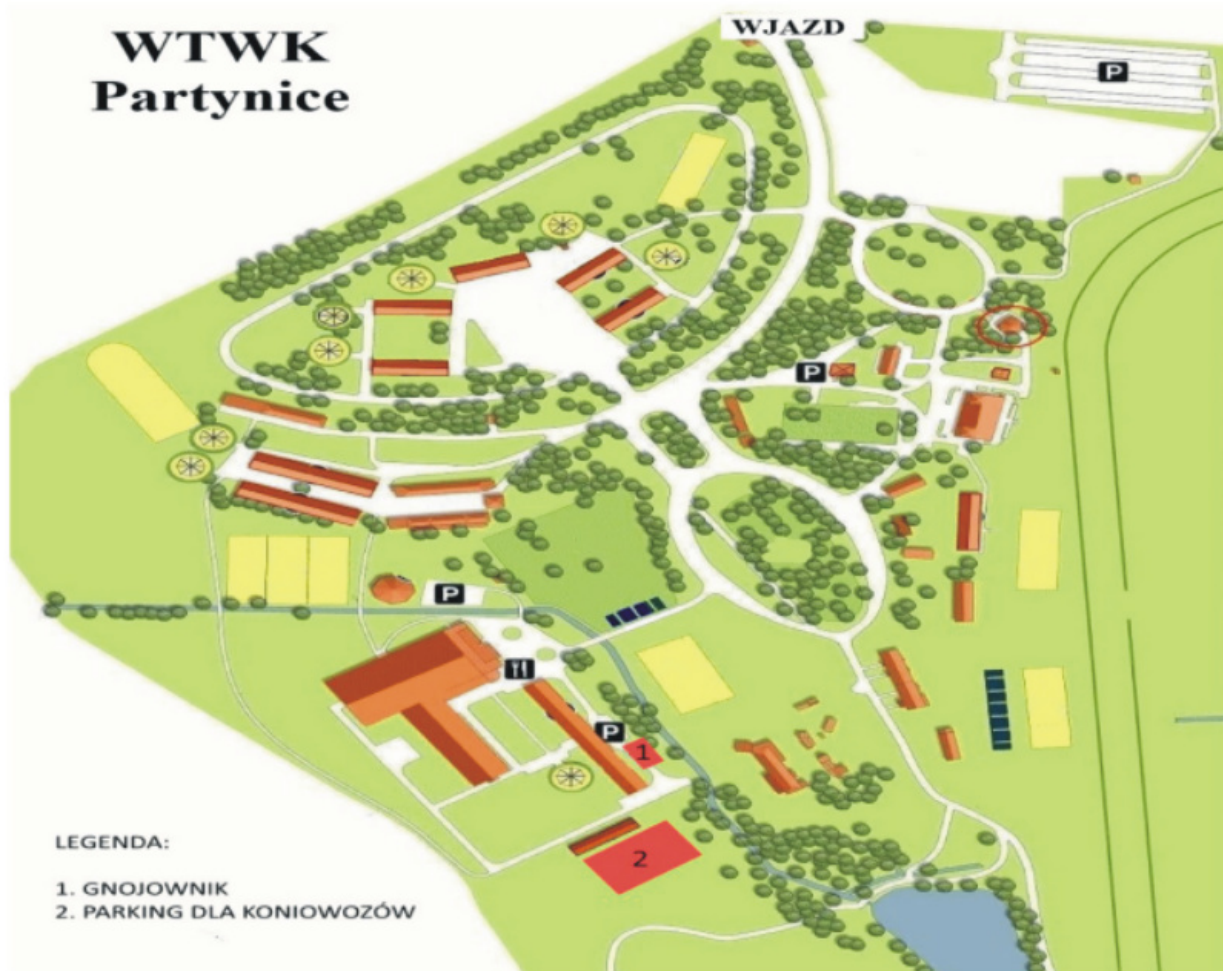 WTWK
Partynice
WJAZD
P
P
P
P
1
2
LEGENDA:
1. GNOJOWNIK
2. PARKING DLA KONIOWOZÓW